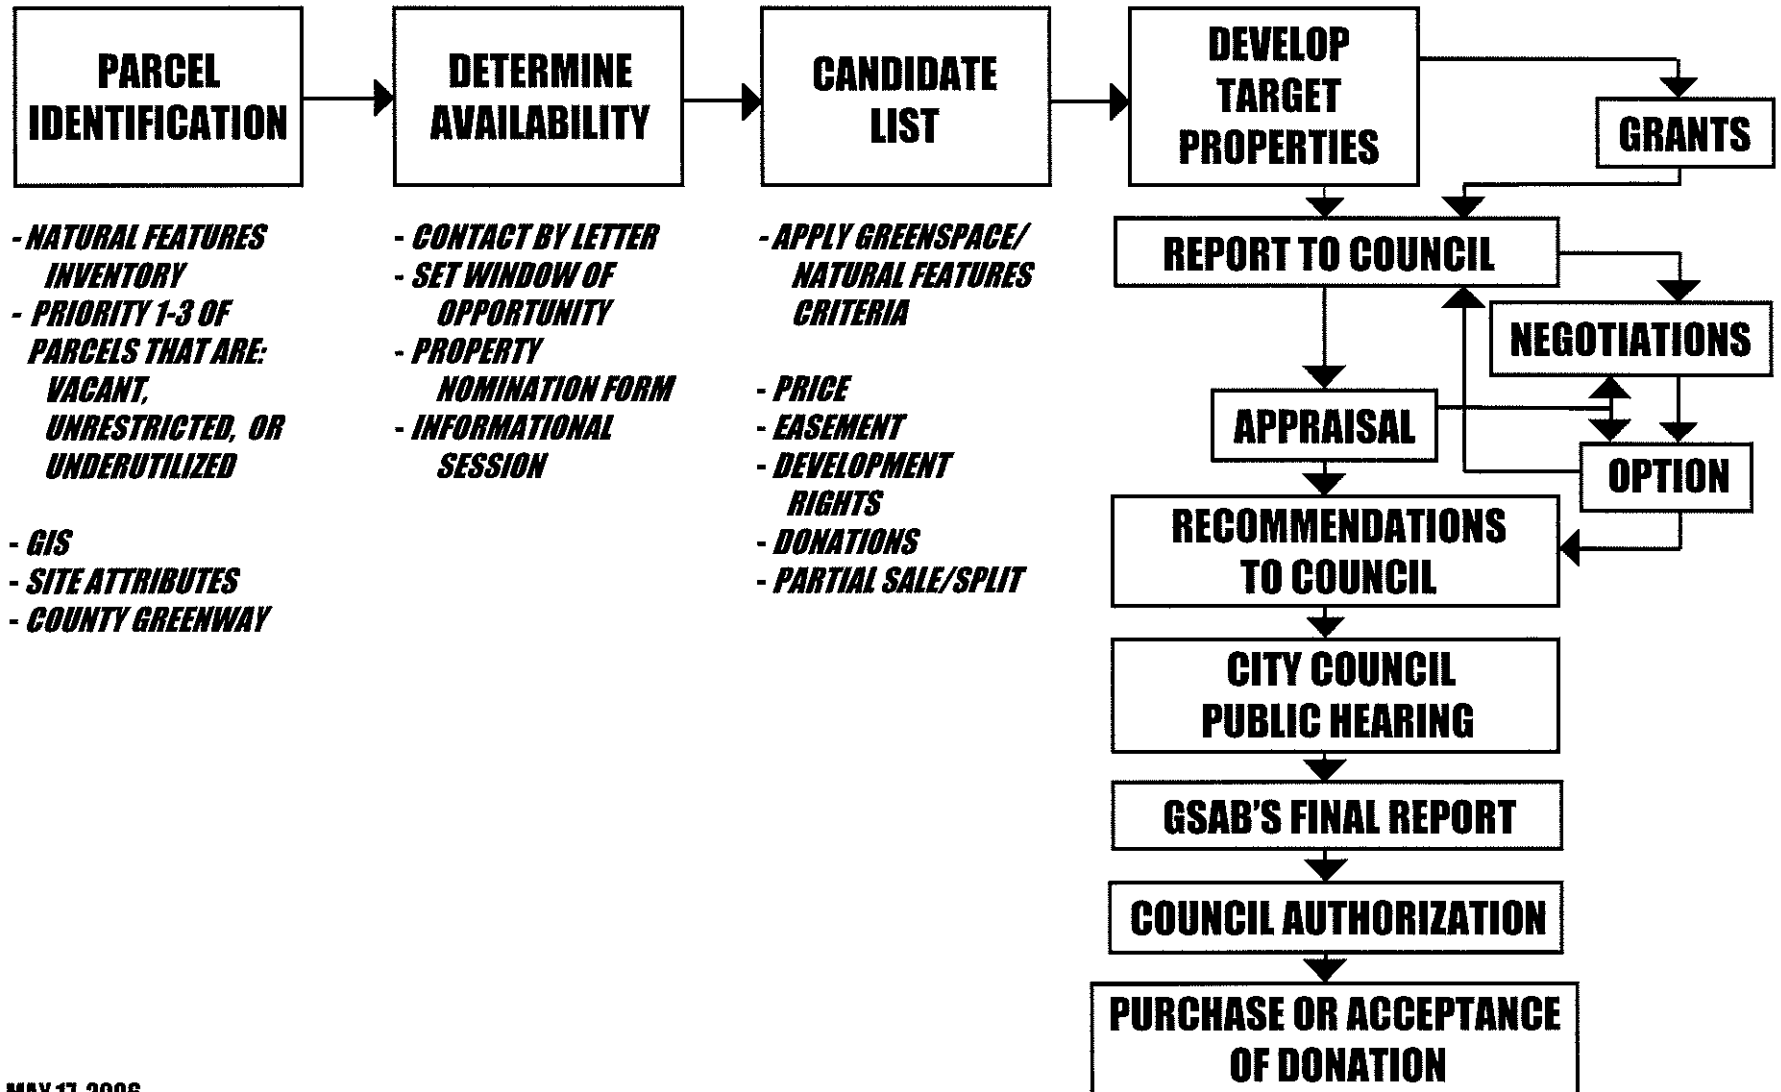 PARCEL
IDENTIFICATION
- NATURAL FEATURES
INVENTORY
- PRIORITY 1-3 OF
PARCELS THAT ARE:
VACANT,
UNRESTRICTED, OR
UNDERUTILIZED
- GIS
- SITE ATTRIBUTES
- COUNTY GREENWAY
DETERMINE
AVAILABILITY
- CONTACT BY LETTER
- SET WINDOW OF
OPPORTUNITY
- PROPERTY
NOMINATION FORM
- INFORMATIONAL
SESSION
CANDIDATE
LIST
- APPLY GREENSPACE/
NATURAL FEATURES
CRITERIA
- PRICE
- EASEMENT
- DEVELOPMENT
RIGHTS
- DONATIONS
- PARTIAL SALE/SPLIT
DEVELOP
TARGET
PROPERTIES
GRANTS
REPORT TO COUNCIL
NEGOTIATIONS
APPRAISAL
OPTION
RECOMMENDATIONS
TO COUNCIL
CITY COUNCIL
PUBLIC HEARING
GSAB'S FINAL REPORT
COUNCIL AUTHORIZATION
PURCHASE OR ACCEPTANCE
OF DONATION
MAY 17, 2006